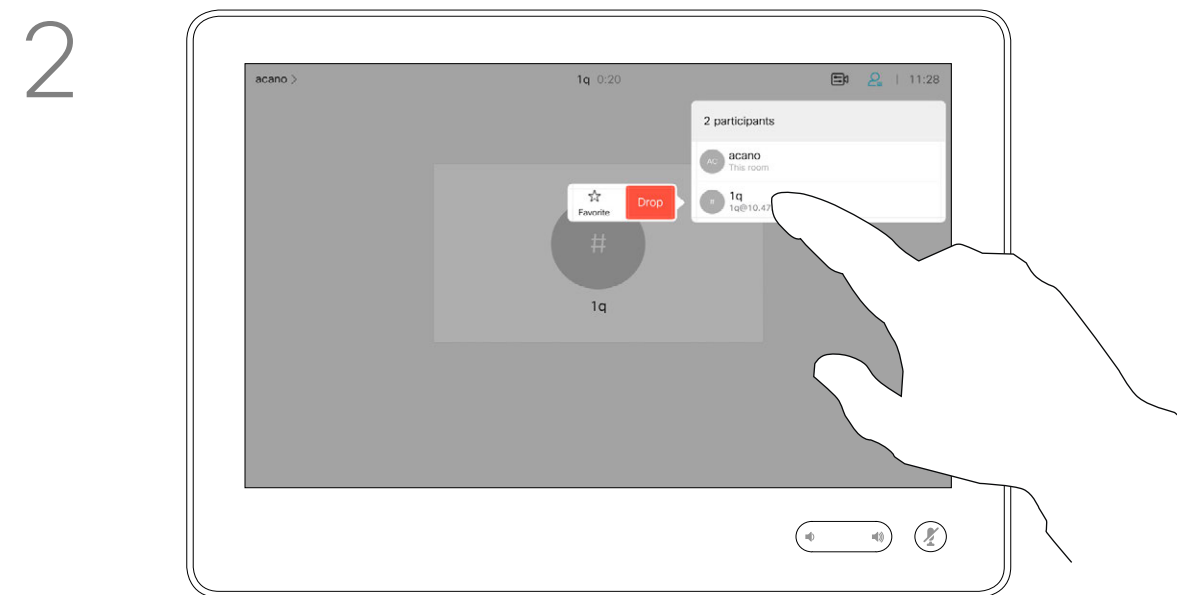 2
acano >
1q 0:20
11:28
2 participants
AC
acano
This room
1q
1q@10.47
Favorite
Drop
#
1q